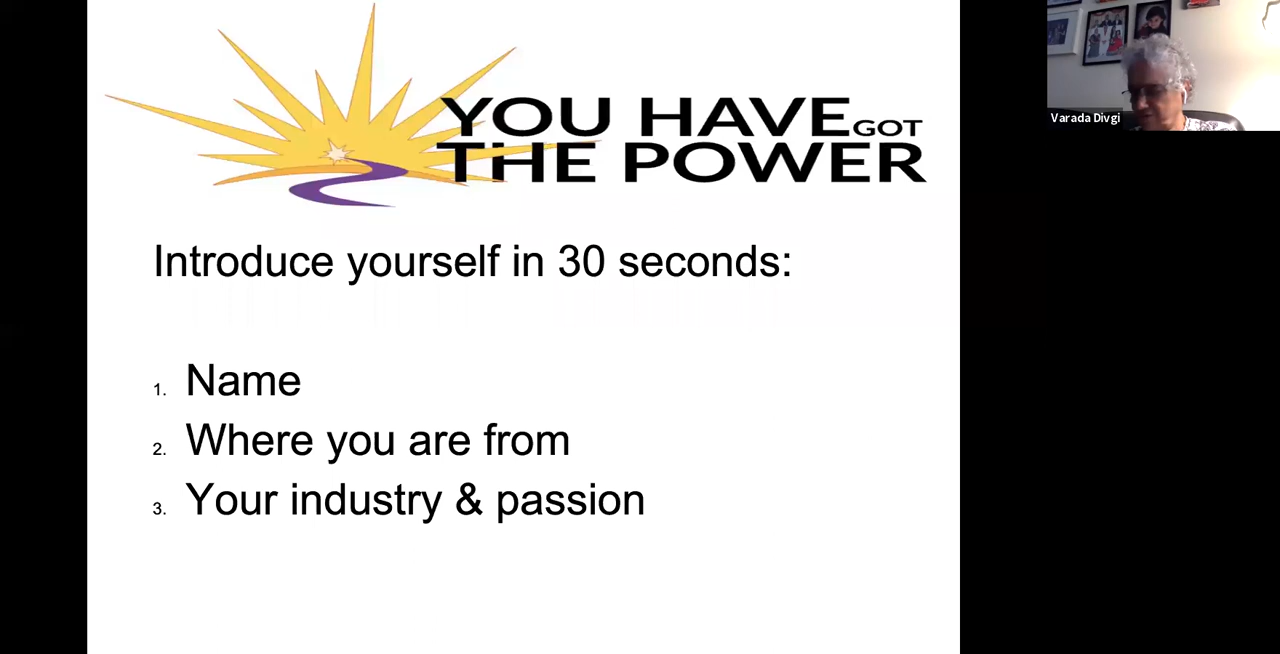 YOU HAVE GOT
THE POWER
Varada Divgi
Introduce yourself in 30 seconds:
1. Name
2. Where you are from
3. Your industry & passion